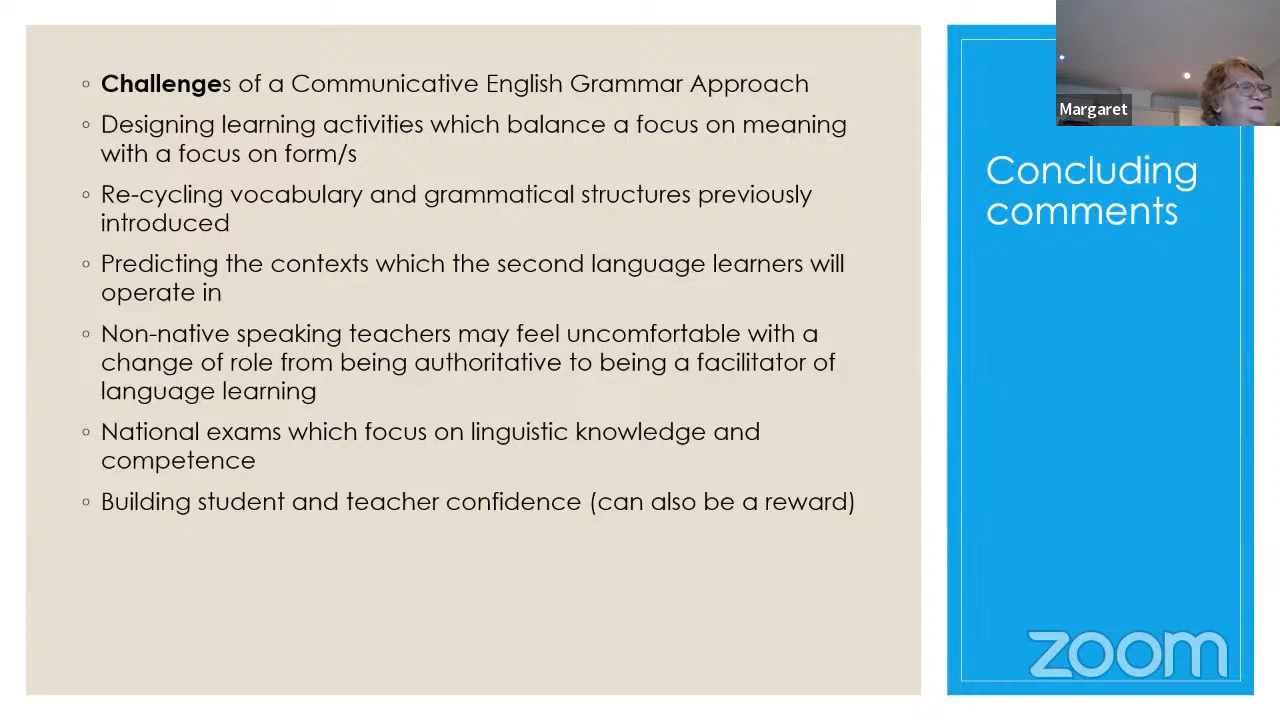 Challenges of a Communicative English Grammar Approach
Designing learning activities which balance a focus on meaning
with a focus on form/s
Re-cycling vocabulary and grammatical structures previously
introduced
Predicting the contexts which the second language learners will
operate in
Non-native speaking teachers may feel uncomfortable with a
change of role from being authoritative to being a facilitator of
language learning
National exams which focus on linguistic knowledge and
competence
Building student and teacher confidence (can also be a reward)
Margaret
Concluding
comments
zoom